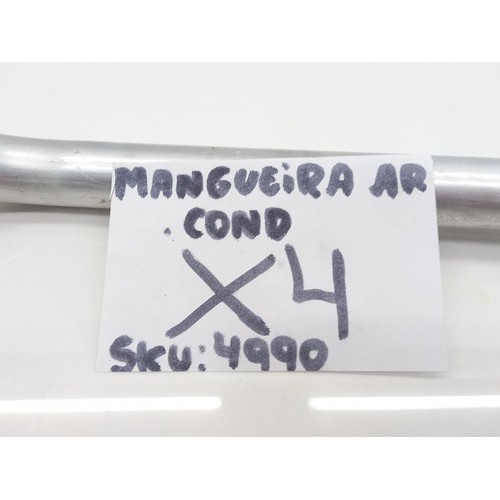 MANGUEIRA AR
. COND
X4
SKU: 4990